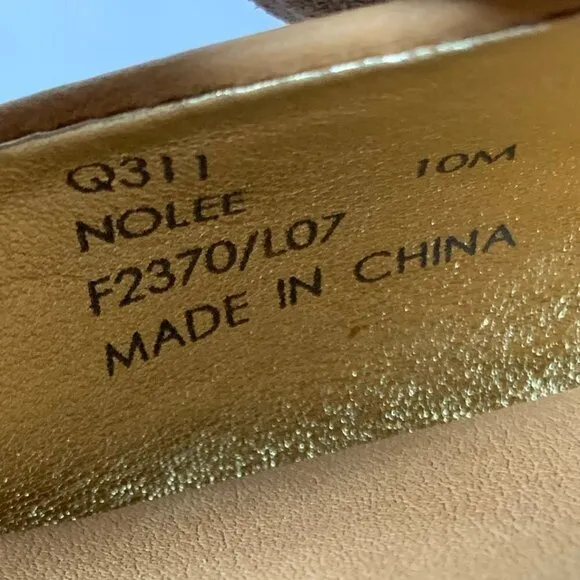 Q311 10M
NOLEE
F2370/L07
MADE IN CHINA